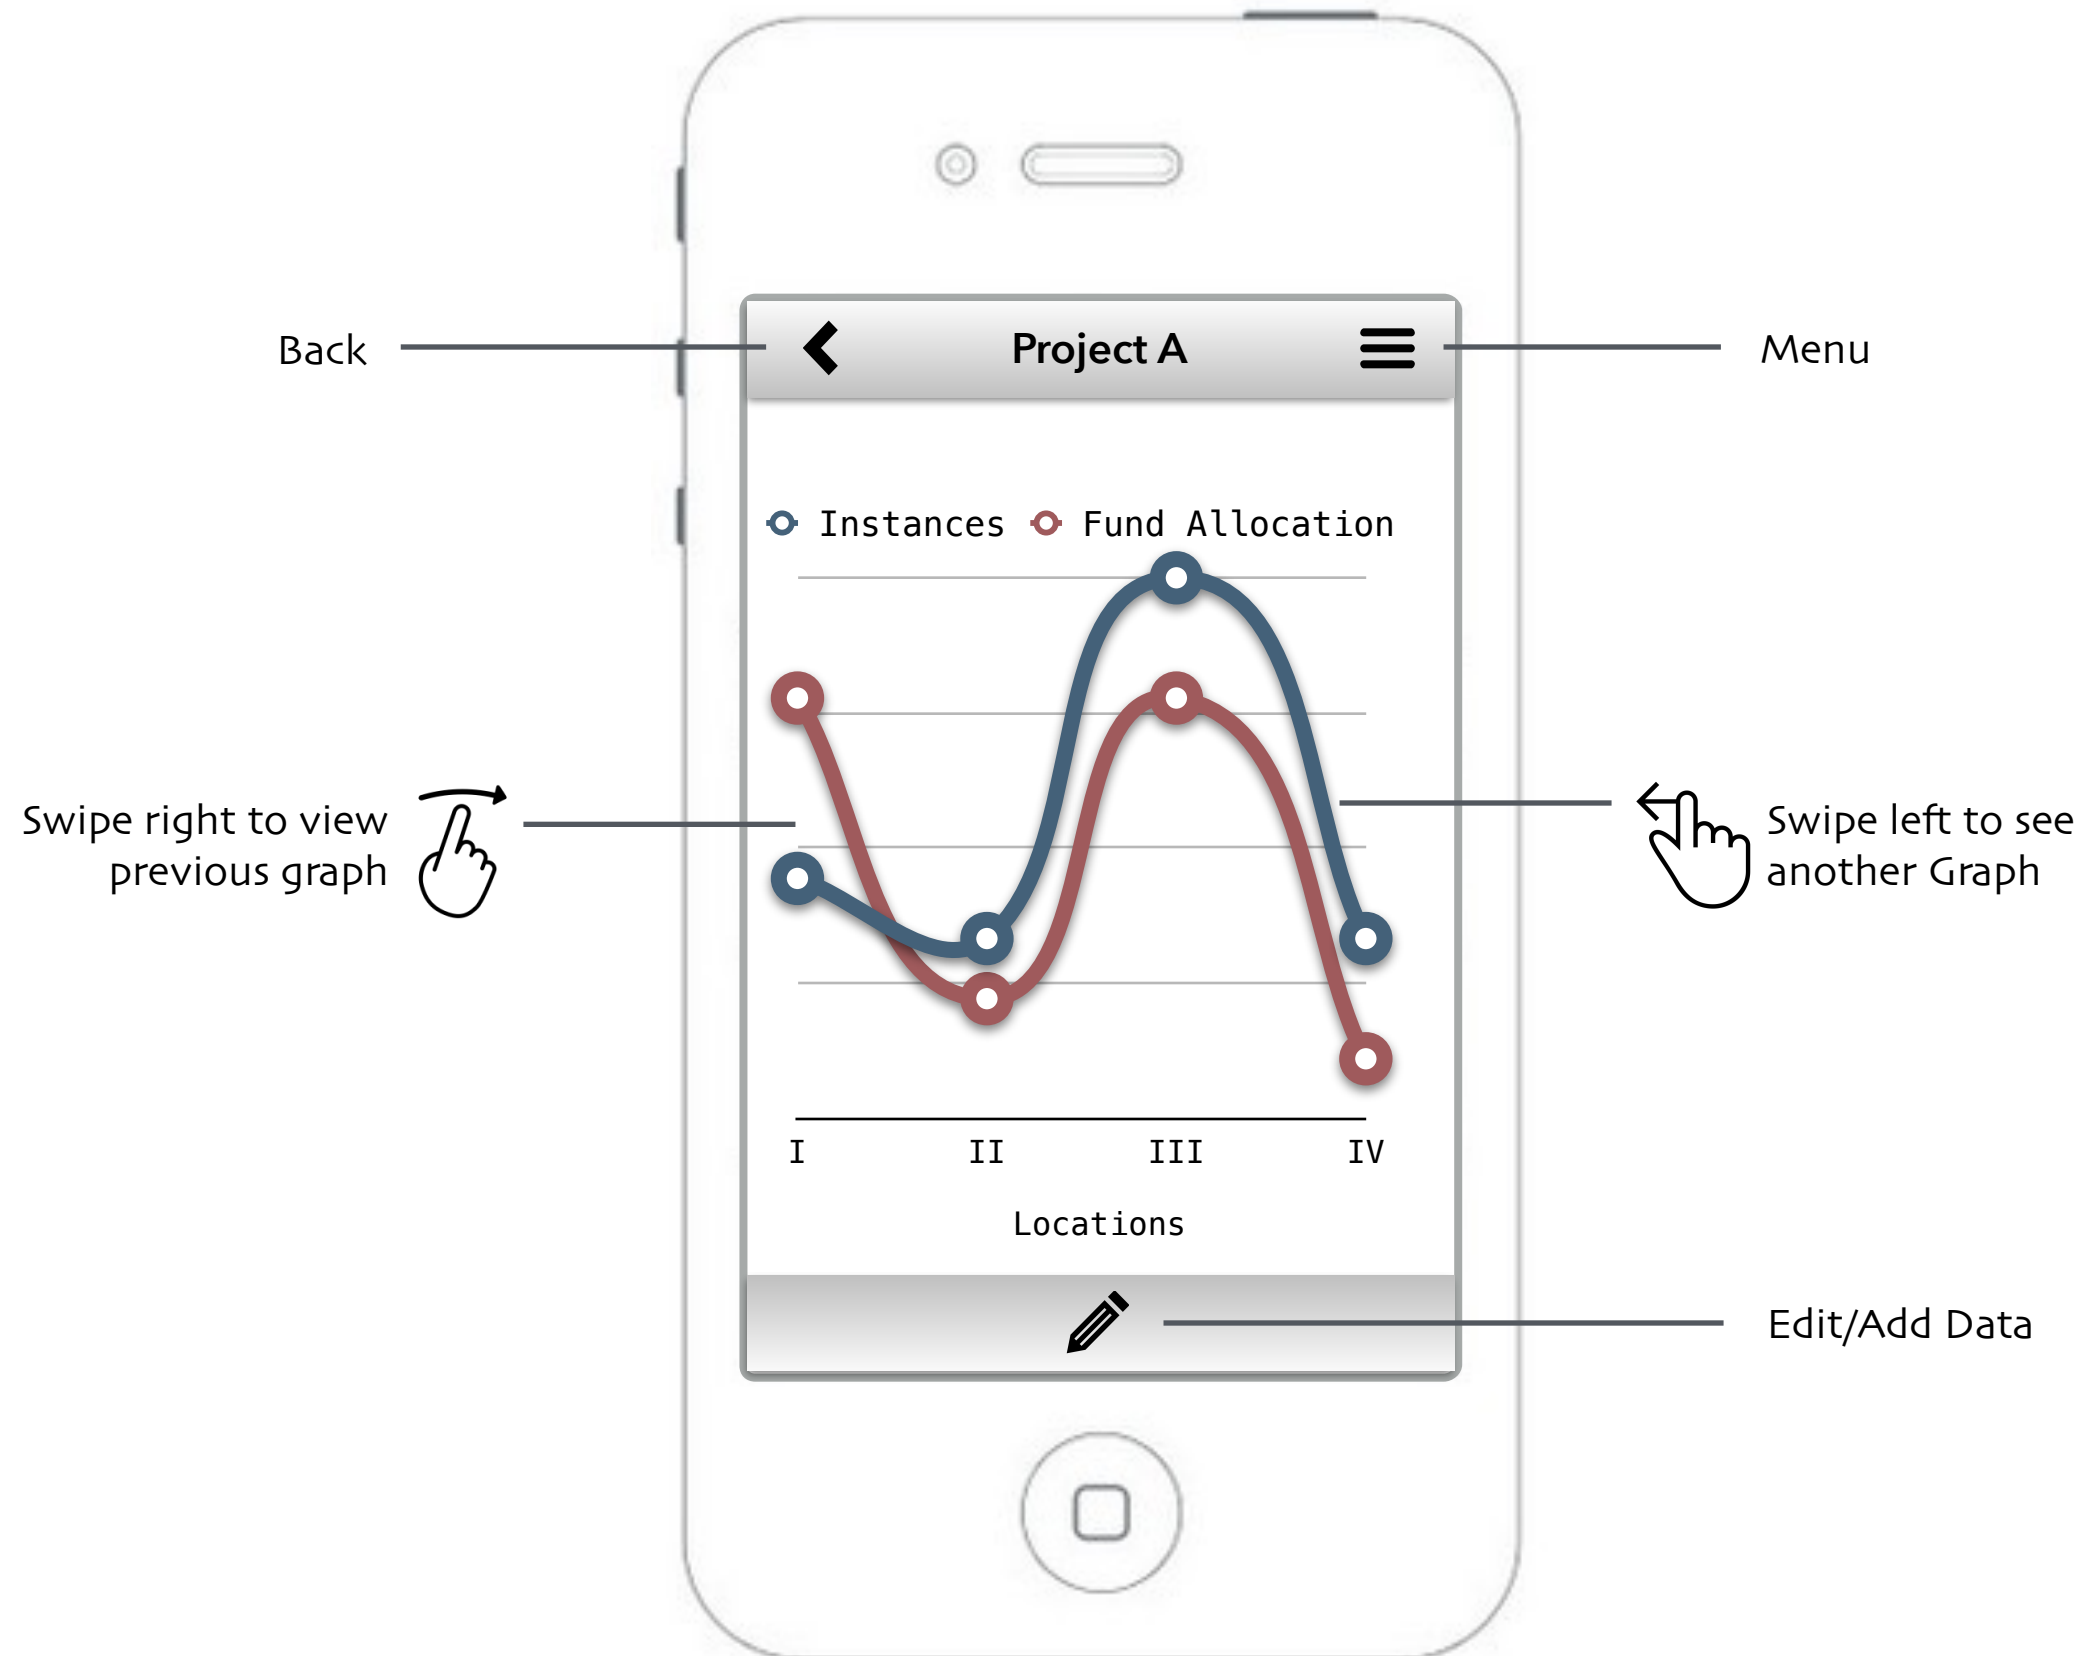 Back
Project A
Menu
Instances
Fund Allocation
Swipe right to view
previous graph
Swipe left to see
another Graph
I
II
III
IV
Locations
Edit/Add Data